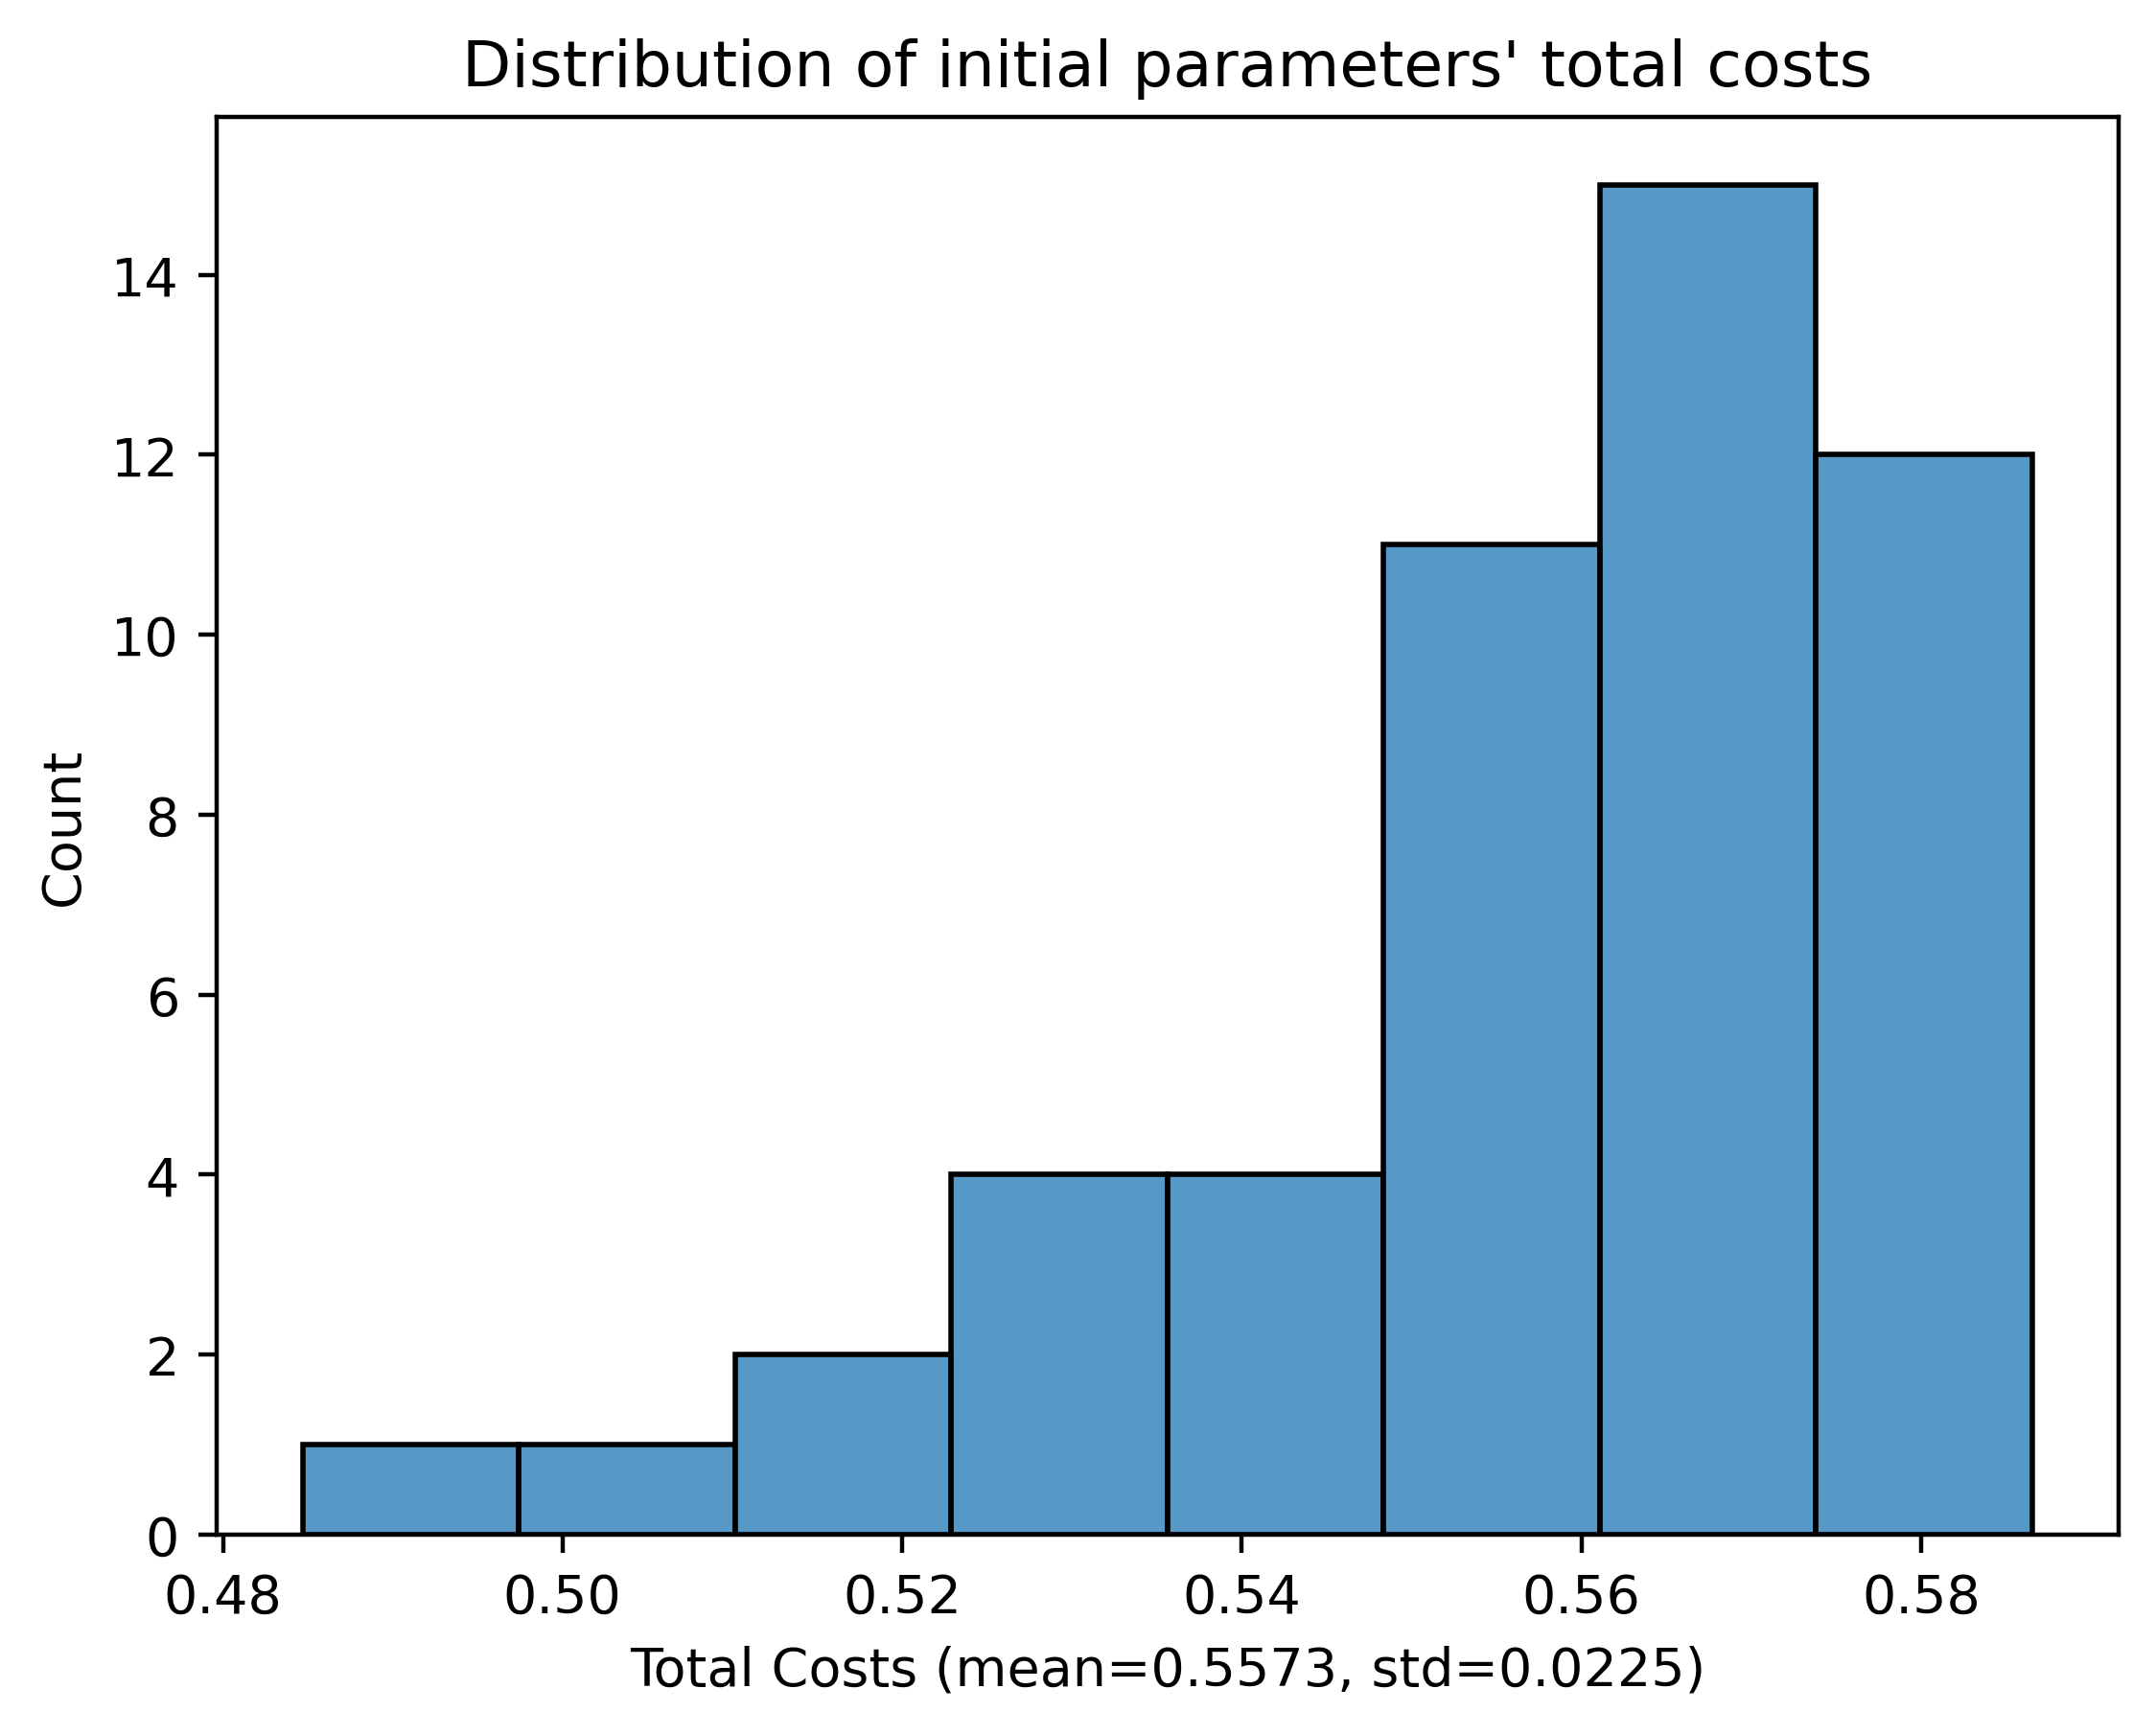 Distribution of initial parameters' total costs
14
12
10
8
6
4
2
0
Count
0.48 0.50 0.52 0.54 0.56 0.58
Total Costs (mean=0.5573, std=0.0225)